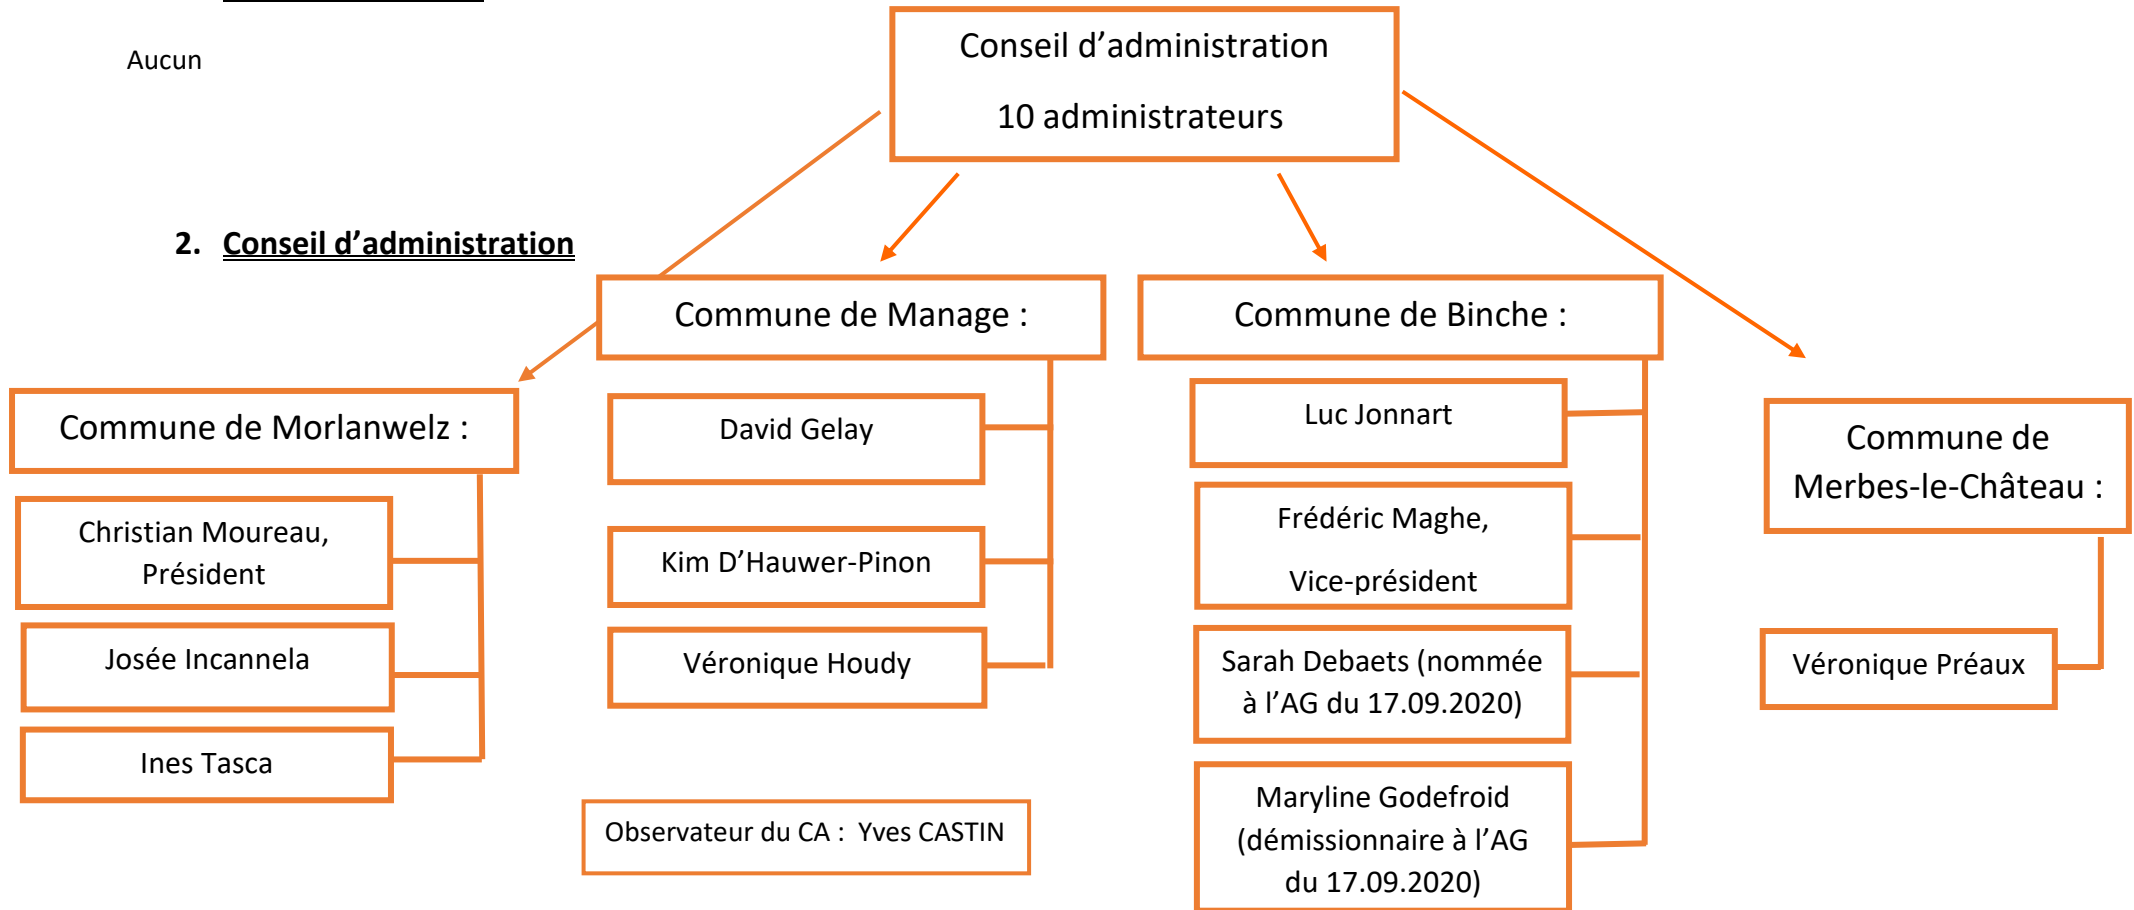 Aucun
Conseil d’administration
10 administrateurs
2. Conseil d’administration
Commune de Morlanwelz :
Christian Moureau,
Président
Josée Incannela
Ines Tasca
Commune de Manage :
David Gelay
Kim D’Hauwer-Pinon
Véronique Houdy
Observateur du CA : Yves CASTIN
Commune de Binche :
Luc Jonnart
Frédéric Maghe,
Vice-président
Sarah Debaets (nommée
à l’AG du 17.09.2020)
Maryline Godefroid
(démissionnaire à l’AG
du 17.09.2020)
Commune de
Merbes-le-Château :
Véronique Préaux